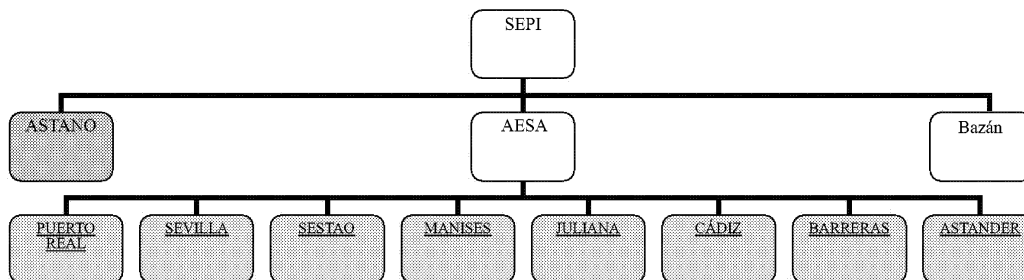 SEPI
ASTANO
AESA
Bazán
PUERTO
REAL
SEVILLA
SESTAO
MANISES
JULIANA
CÁDIZ
BARRERAS
ASTANDER